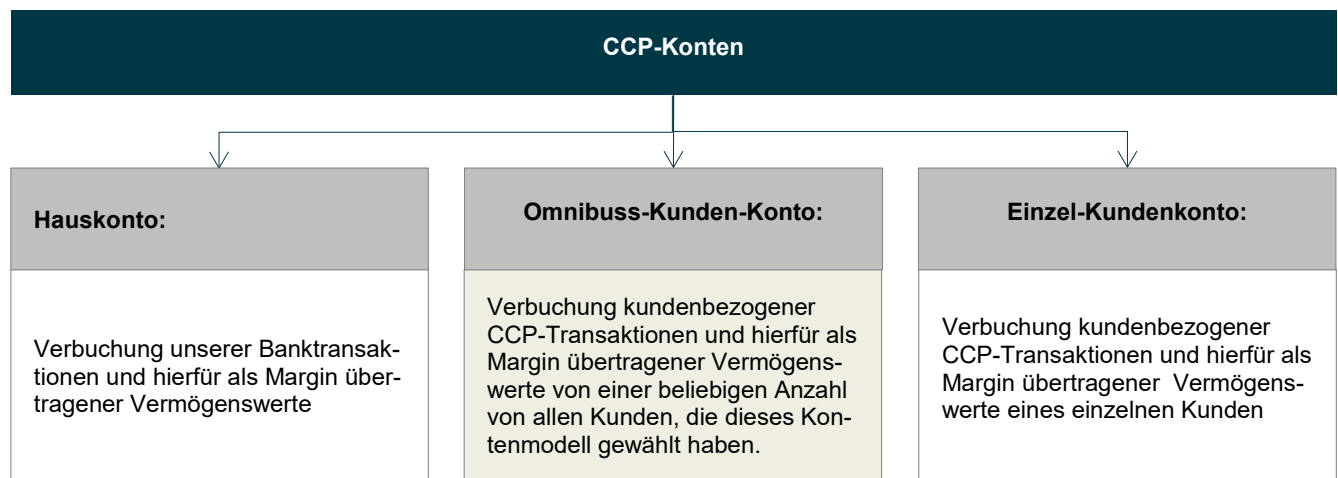 CCP-Konten
Hauskonto:
Verbuchung unserer Banktransak-
tionen und hierfür als Margin über-
tragener Vermögenswerte
Omnibuss-Kunden-Konto:
Verbuchung kundenbezogener
CCP-Transaktionen und hierfür als
Margin übertragener Vermögens-
werte von einer beliebigen Anzahl
von allen Kunden, die dieses Kon-
tenmodell gewählt haben.
Einzel-Kundenkonto:
Verbuchung kundenbezogener
CCP-Transaktionen und hierfür als
Margin übertragener  Vermögens-
werte eines einzelnen Kunden